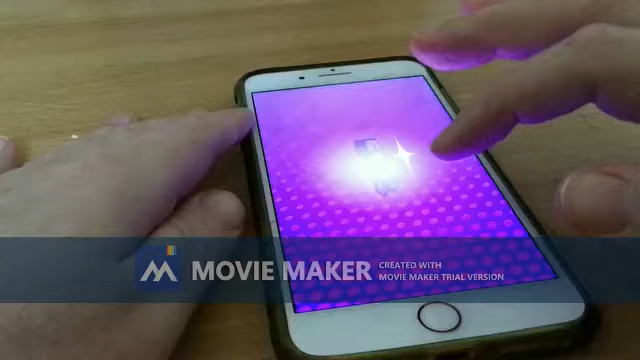 MOVIE MAKER
CREATED WITH
MOVIE MAKER TRIAL VERSION